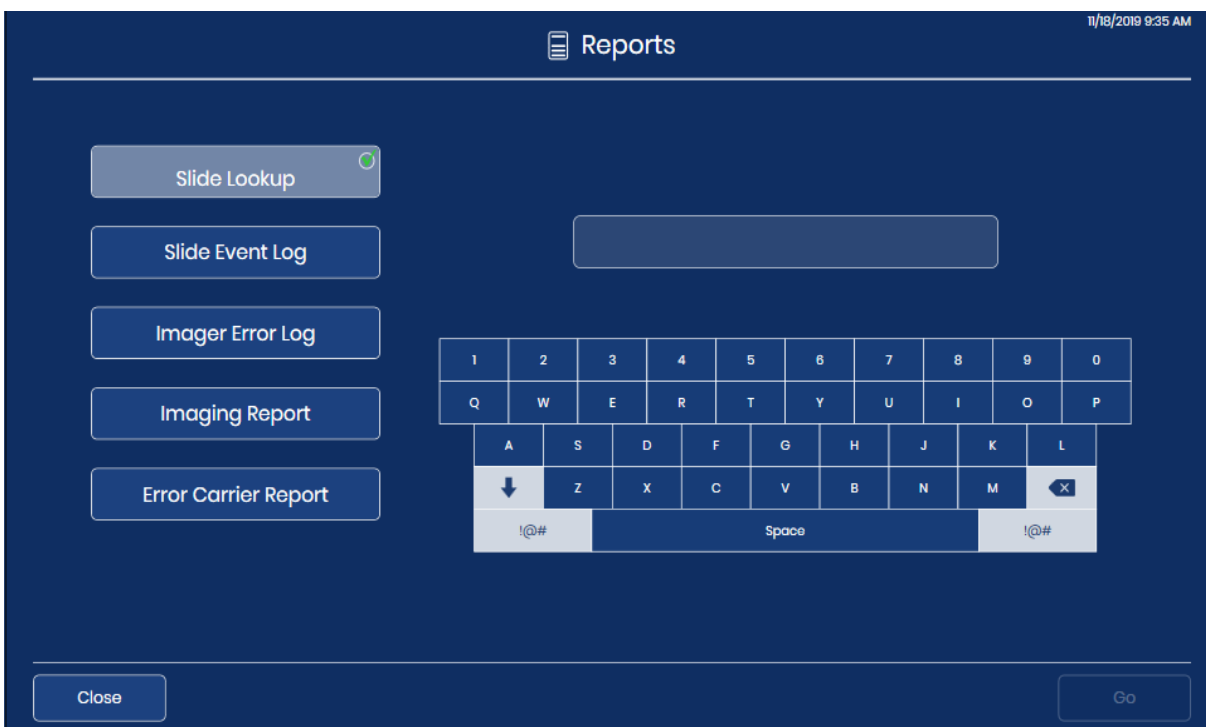 11/18/2019 9:35 AM
Reports
Slide Lookup
Slide Event Log
Imager Error Log
Imaging Report
Error Carrier Report
1 2 3 4 5 6 7 8 9 0
Q W E R T Y U I O P
A S D F G H J K L
Z X C V B N M
!@# Space !@#
Close Go